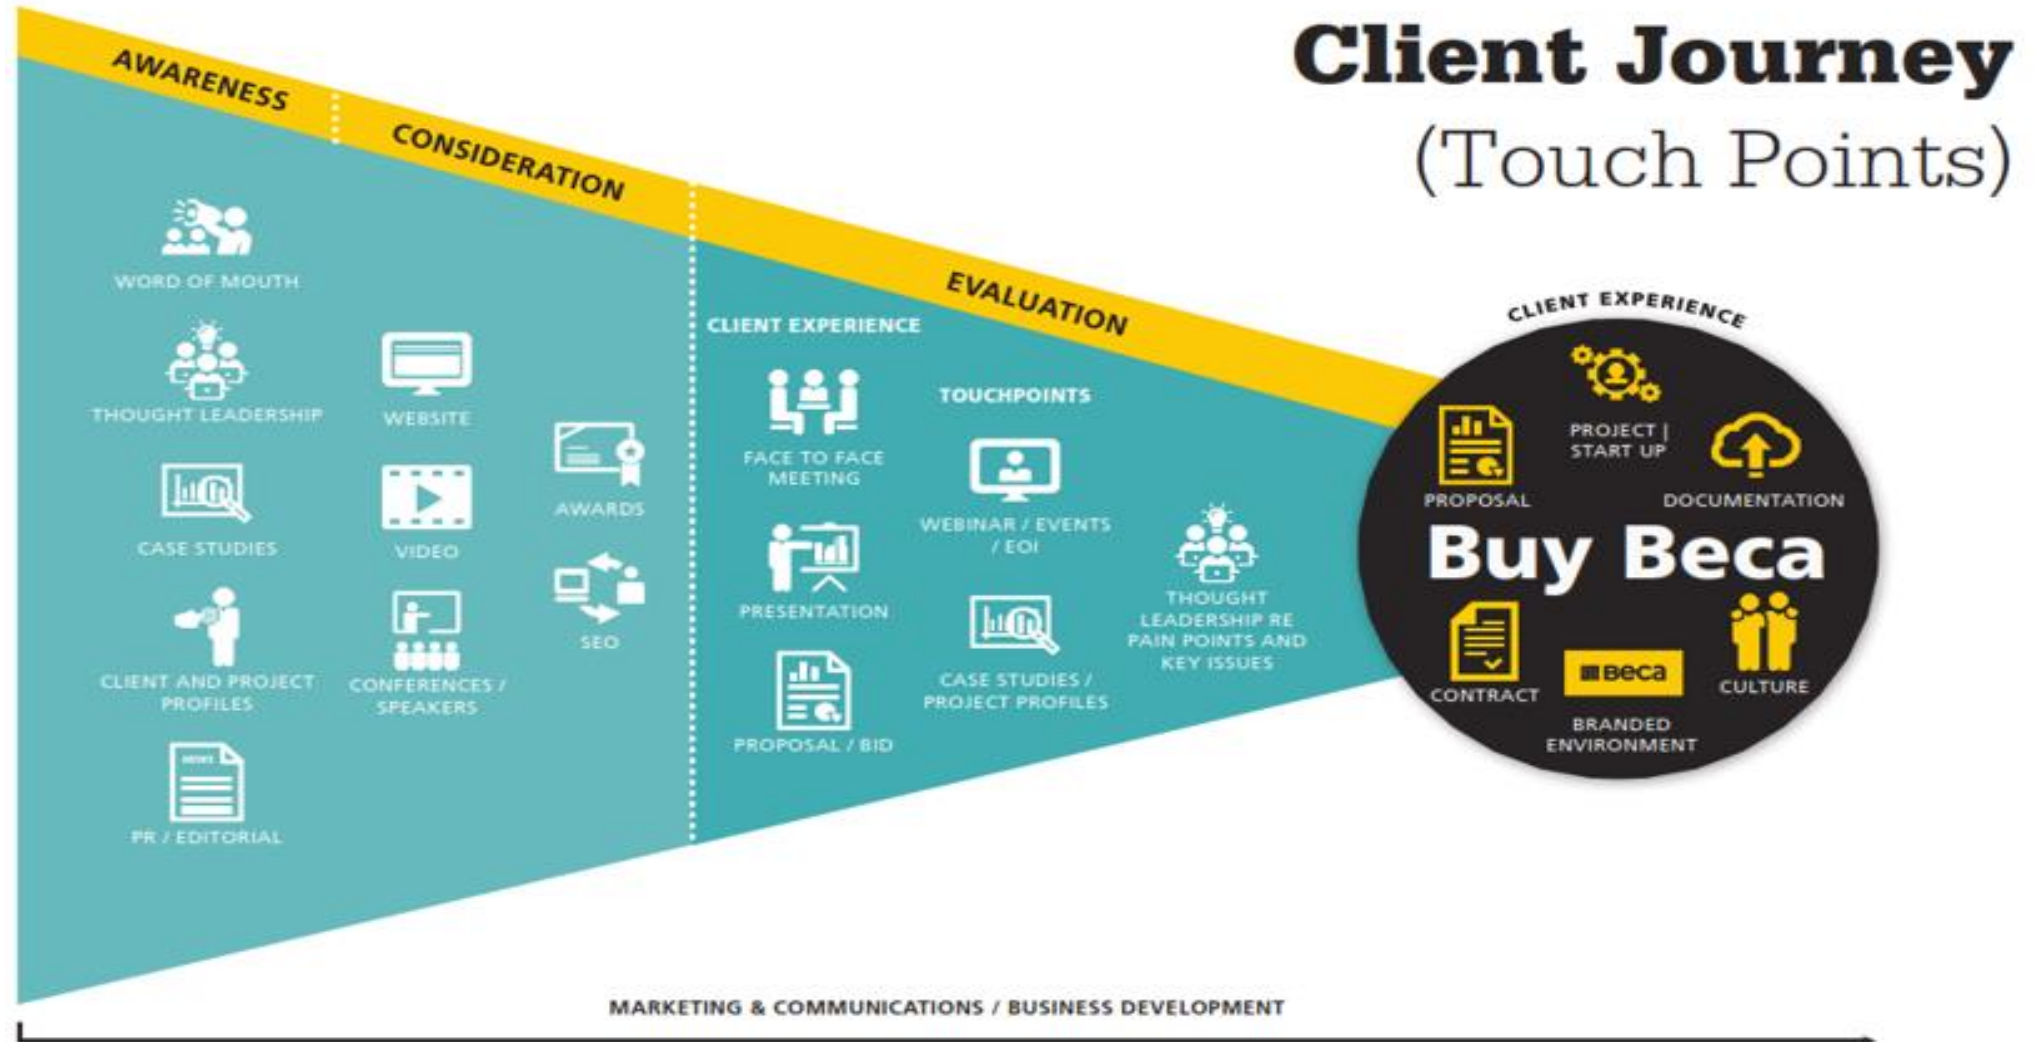 Client Journey
(Touch Points)
AWARENESS
CONSIDERATION
EVALUATION
WORD OF MOUTH
THOUGHT LEADERSHIP
CASE STUDIES
CLIENT AND PROJECT
PROFILES
NEWS
PR / EDITORIAL
WEBSITE
VIDEO
CONFERENCES /
SPEAKERS
AWARDS
SEO
CLIENT EXPERIENCE
FACE TO FACE
MEETING
PRESENTATION
PROPOSAL / BID
TOUCHPOINTS
WEBINAR / EVENTS
/ EOI
CASE STUDIES /
PROJECT PROFILES
THOUGHT
LEADERSHIP RE
PAIN POINTS AND
KEY ISSUES
CLIENT EXPERIENCE
PROJECT |
START UP
PROPOSAL
DOCUMENTATION
Buy Beca
CONTRACT
Beca
BRANDED
ENVIRONMENT
CULTURE
MARKETING & COMMUNICATIONS / BUSINESS DEVELOPMENT